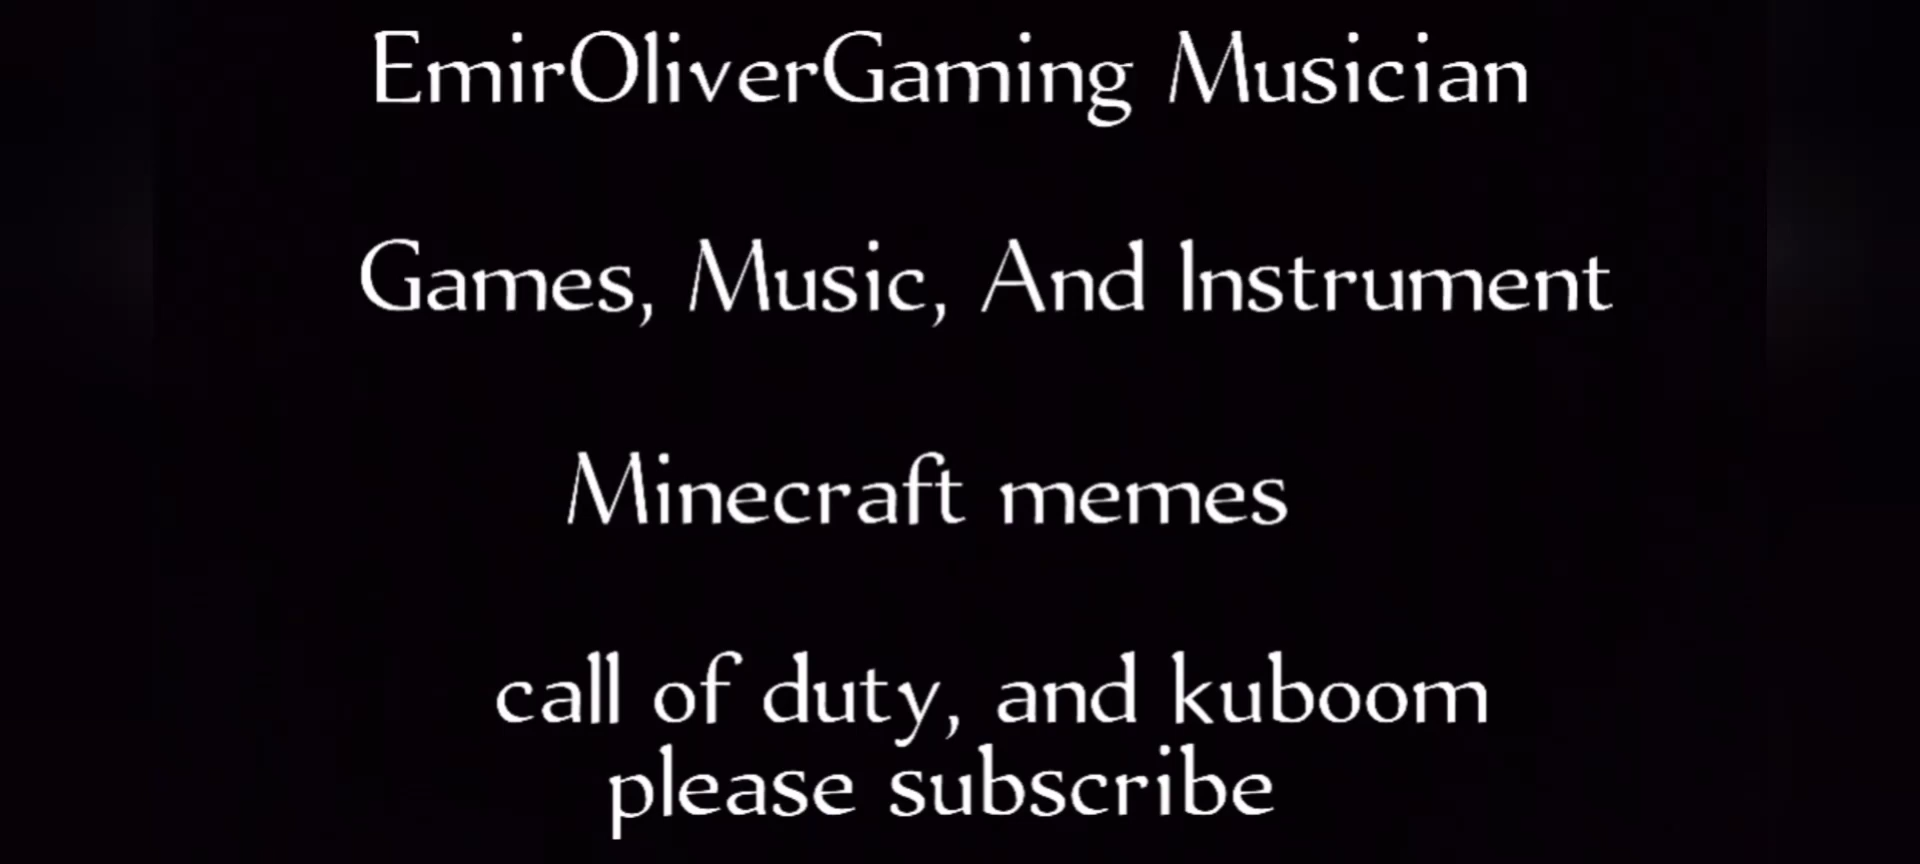 EmirOliverGaming Musician
Games, Music, And Instrument
Minecraft memes
call of duty, and kuboom
please subscribe